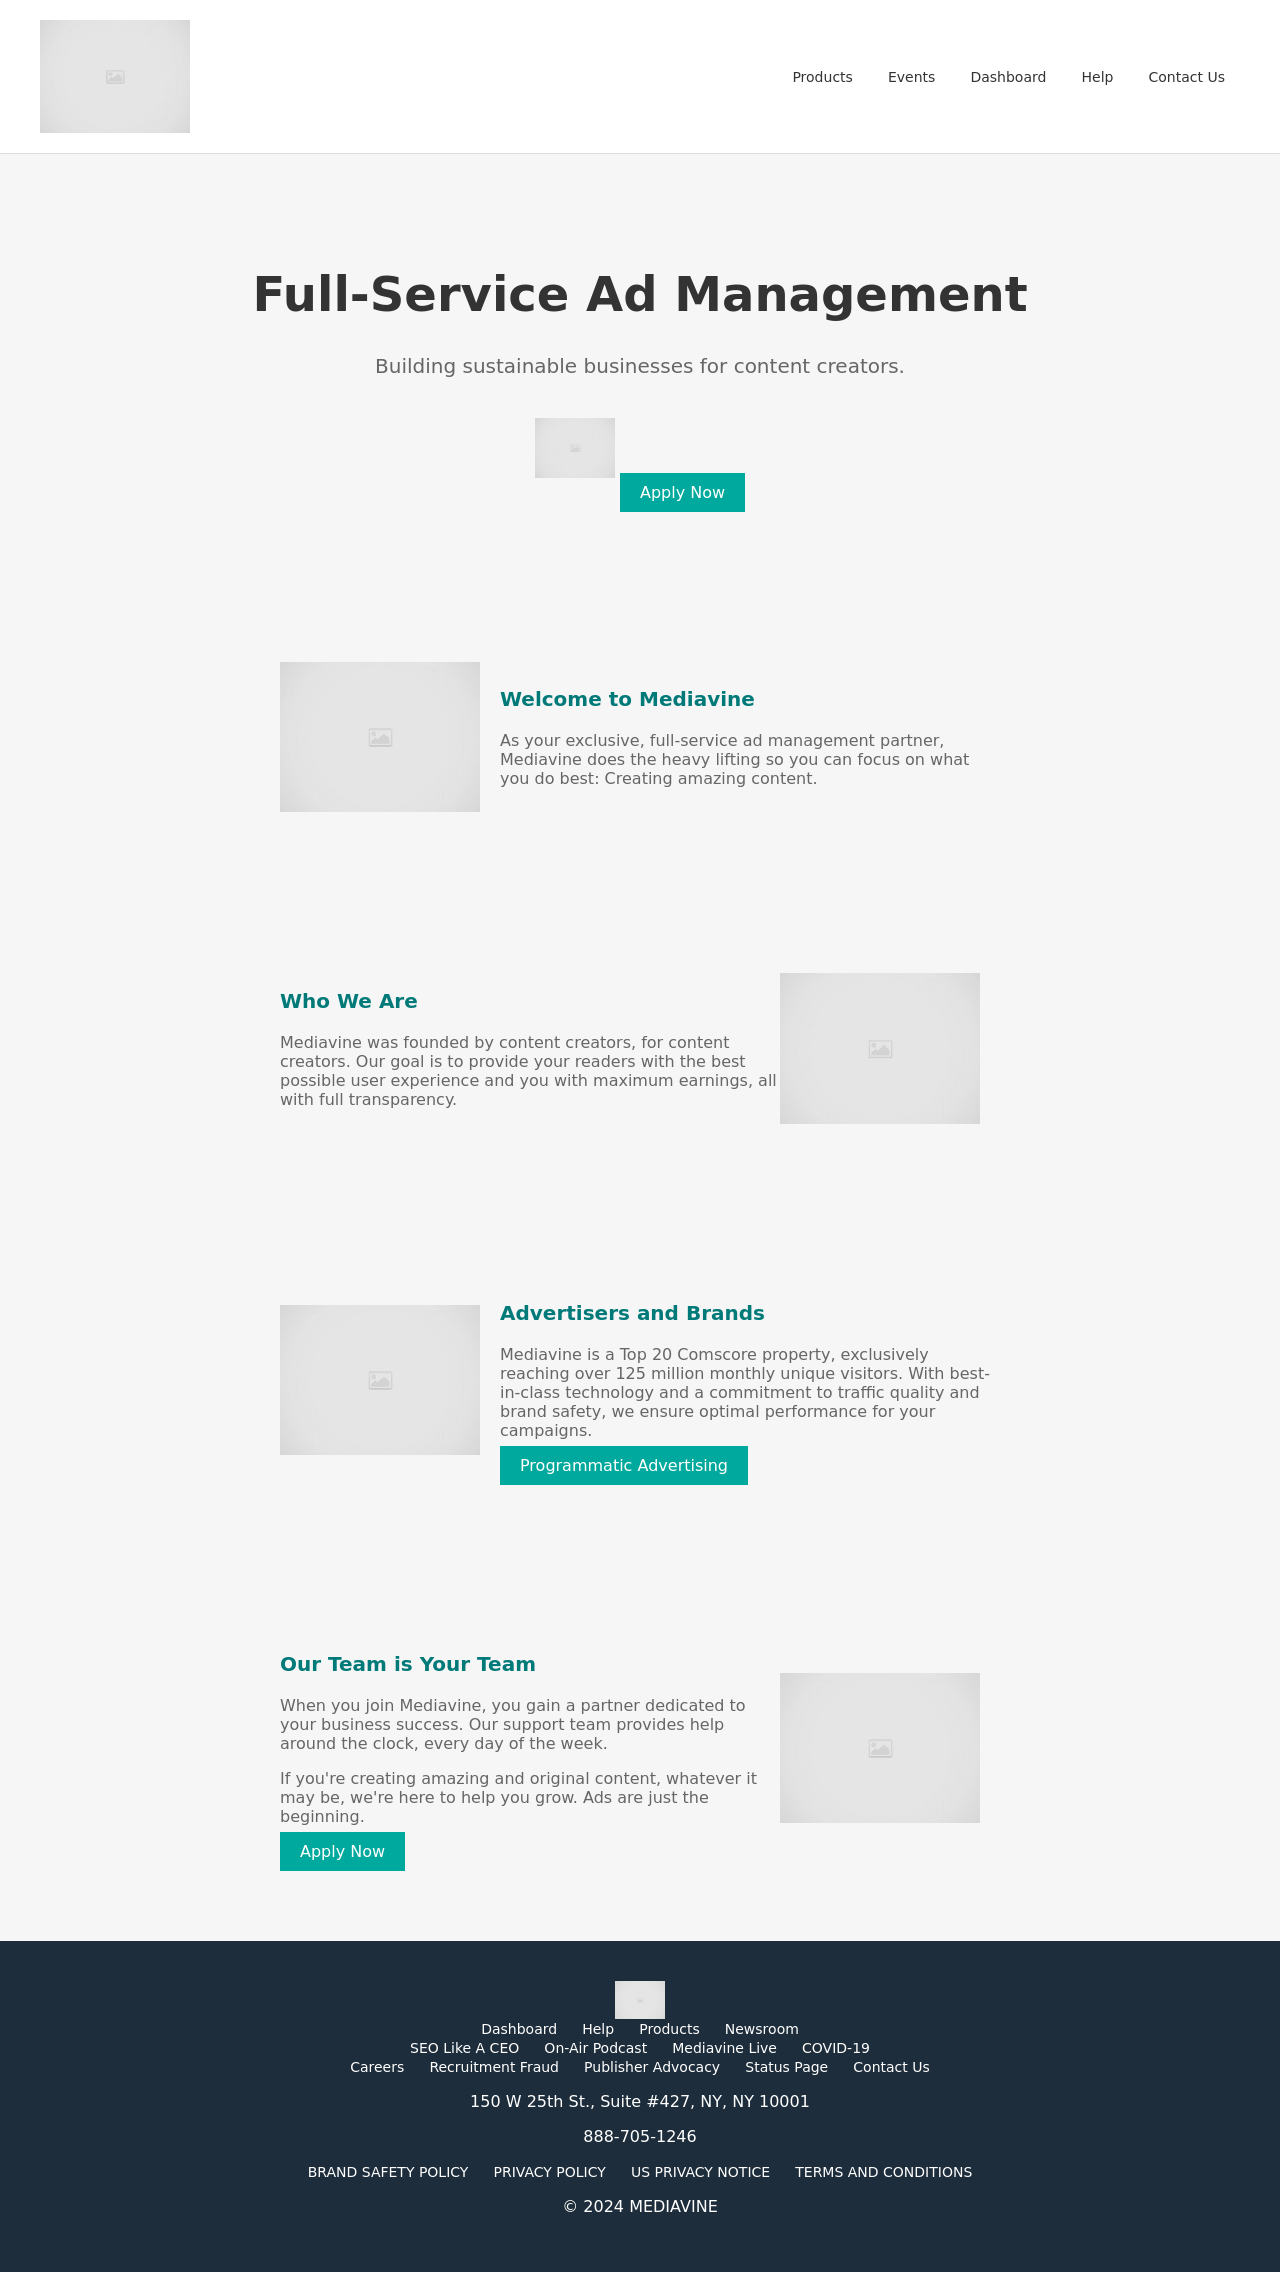 Products Events Dashboard Help Contact Us
Full-Service Ad Management
Building sustainable businesses for content creators.
Apply Now
Welcome to Mediavine
As your exclusive, full-service ad management partner,
Mediavine does the heavy lifting so you can focus on what
you do best: Creating amazing content.
Who We Are
Mediavine was founded by content creators, for content
creators. Our goal is to provide your readers with the best
possible user experience and you with maximum earnings, all
with full transparency.
Advertisers and Brands
Mediavine is a Top 20 Comscore property, exclusively
reaching over 125 million monthly unique visitors. With best-
in-class technology and a commitment to traffic quality and
brand safety, we ensure optimal performance for your
campaigns.
Programmatic Advertising
Our Team is Your Team
When you join Mediavine, you gain a partner dedicated to
your business success. Our support team provides help
around the clock, every day of the week.
If you're creating amazing and original content, whatever it
may be, we're here to help you grow. Ads are just the
beginning.
Apply Now
Dashboard Help Products Newsroom
SEO Like A CEO On-Air Podcast Mediavine Live COVID-19
Careers Recruitment Fraud Publisher Advocacy Status Page Contact Us
150 W 25th St., Suite #427, NY, NY 10001
888-705-1246
BRAND SAFETY POLICY PRIVACY POLICY US PRIVACY NOTICE TERMS AND CONDITIONS
© 2024 MEDIAVINE